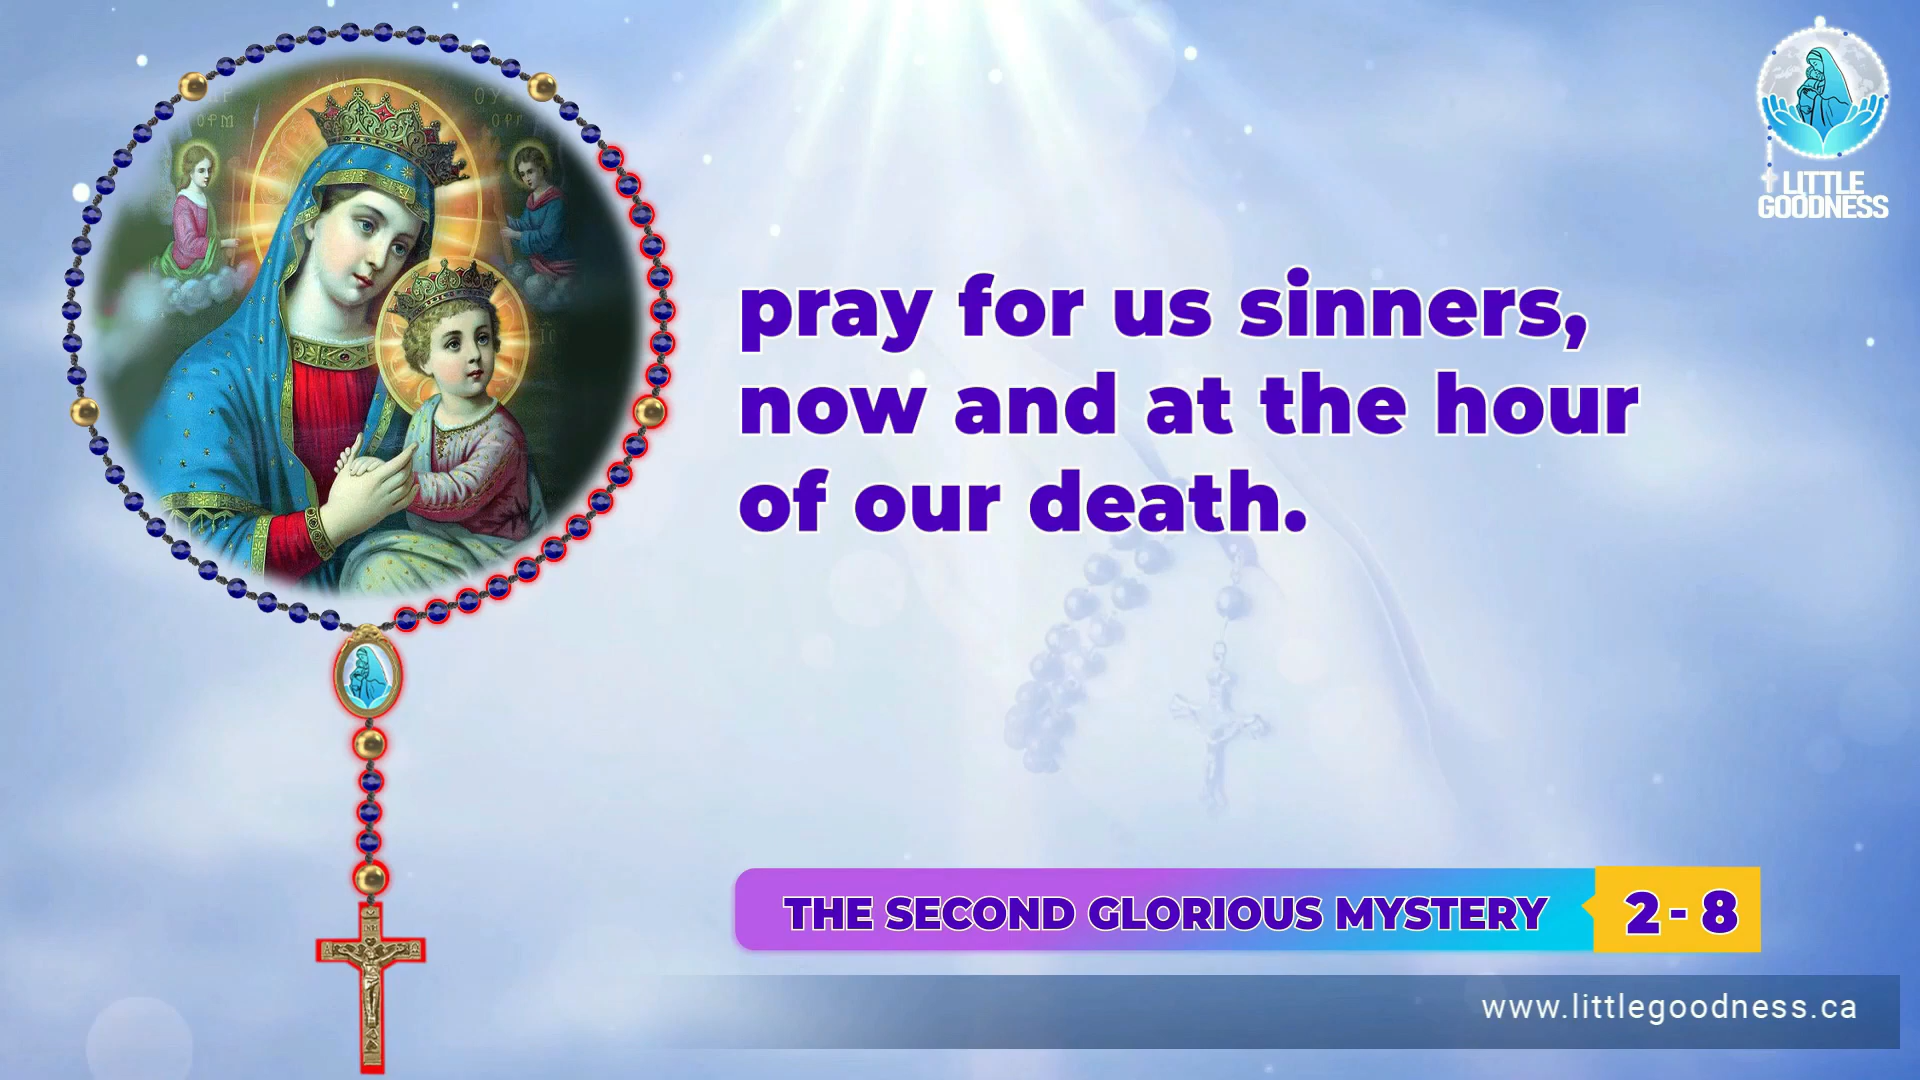 LITTLE
GOODNESS
pray for us sinners,
now and at the hour
of our death.
THE SECOND GLORIOUS MYSTERY 2 - 8
www.littlegoodness.ca